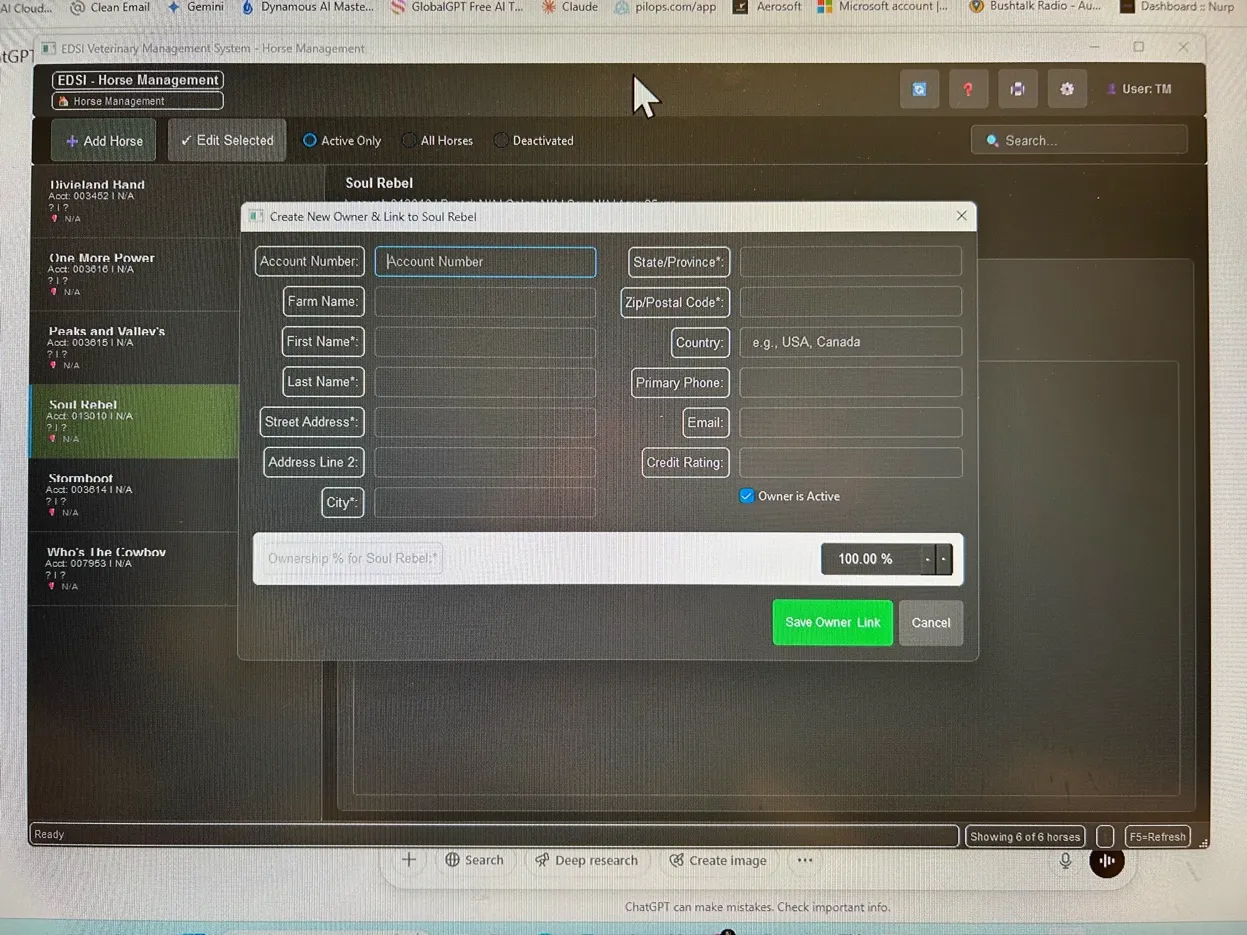 AI Cloud... Clean Email Gemini Dynamous AI Maste... GlobalGPT Free AI T... Claude pilops.com/app Aerosoft Microsoft account |... Bushtalk Radio - Au... Dashboard :: Nurp
tGPT
EDSI Veterinary Management System - Horse Management
EDSI - Horse Management
Horse Management
? User: TM
+ Add Horse ✓ Edit Selected Active Only All Horses Deactivated Search...
Divieland Band
Acct: 003452 | N/A
? | ?
N/A
One More Power
Acct: 003616 | N/A
? | ?
N/A
Peaks and Valley's
Acct: 003615 | N/A
? | ?
N/A
Soul Rebel
Acct: 013010 | N/A
? | ?
N/A
Stormboot
Acct: 003614 | N/A
? | ?
N/A
Who's The Cowboy
Acct: 007953 | N/A
? | ?
N/A
Soul Rebel
Create New Owner & Link to Soul Rebel
Account Number: Account Number
Farm Name:
First Name*:
Last Name*:
Street Address*:
Address Line 2:
City*:
State/Province*:
Zip/Postal Code*:
Country: e.g., USA, Canada
Primary Phone:
Email:
Credit Rating:
Owner is Active
Ownership % for Soul Rebel:* 100.00 %
Save Owner Link Cancel
Ready Showing 6 of 6 horses F5=Refresh
+ Search Deep research Create image ...
ChatGPT can make mistakes. Check important info.